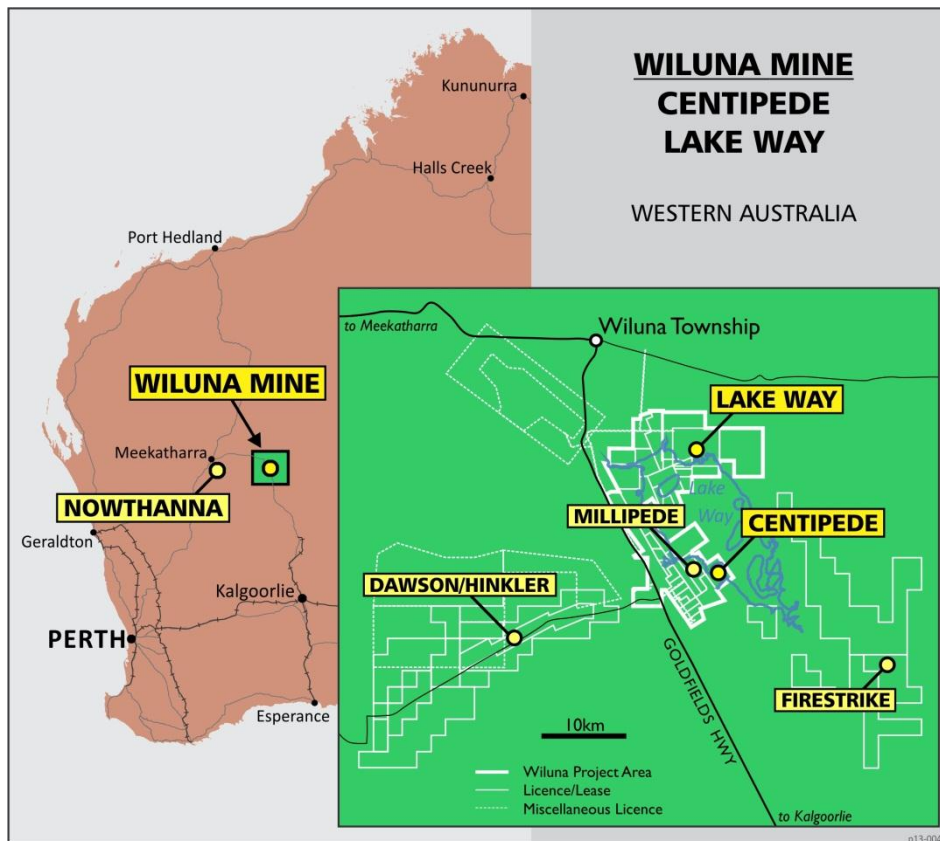 WILUNA MINE
CENTIPEDE
LAKE WAY
WESTERN AUSTRALIA
Kununurra
Halls Creek
Port Hedland
WILUNA MINE
Meekatharra
NOWTHANNA
Geraldton
Kalgoorlie
PERTH
Esperance
to Meekatharra
Wiluna Township
LAKE WAY
Lake
Way
MILLIPEDE
CENTIPEDE
DAWSON/HINKLER
GOLDFIELDS HWY
FIRESTRIKE
10km
Wiluna Project Area
Licence/Lease
Miscellaneous Licence
to Kalgoorlie
p13-004